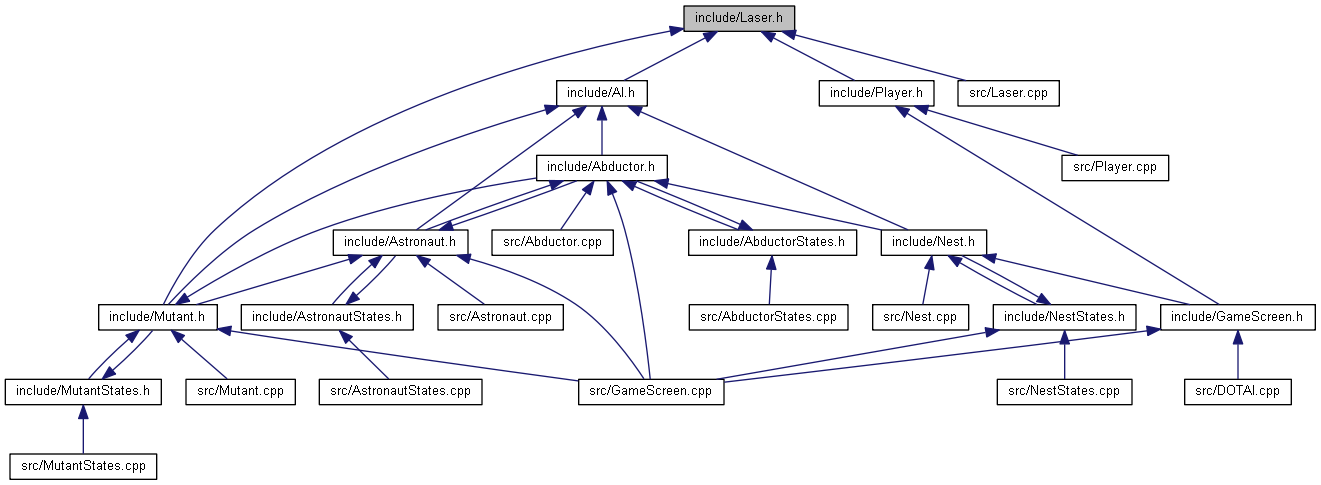 include/Laser.h
include/AI.h
include/Player.h
src/Laser.cpp
include/Abductor.h
src/Player.cpp
include/Astronaut.h
src/Abductor.cpp
include/AbductorStates.h
include/Nest.h
include/Mutant.h
include/AstronautStates.h
src/Astronaut.cpp
src/AbductorStates.cpp
src/Nest.cpp
include/NestStates.h
include/GameScreen.h
include/MutantStates.h
src/Mutant.cpp
src/AstronautStates.cpp
src/GameScreen.cpp
src/NestStates.cpp
src/DOTAI.cpp
src/MutantStates.cpp